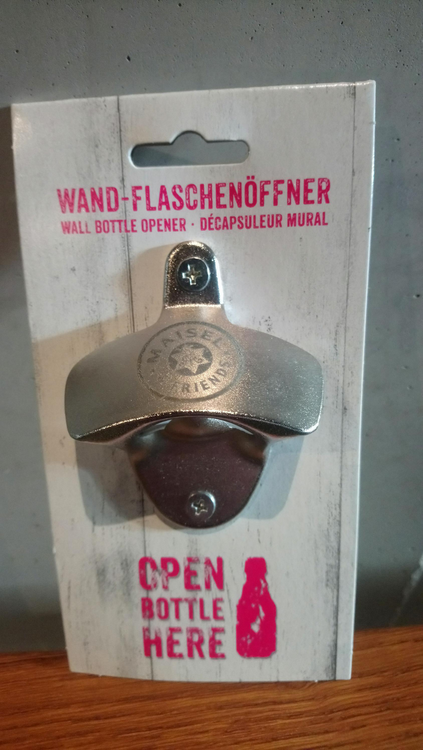 WAND-FLASCHENÖFFNER
WALL BOTTLE OPENER · DÉCAPSULEUR MURAL
MAISEL
FRIENDS
OPEN
BOTTLE
HERE